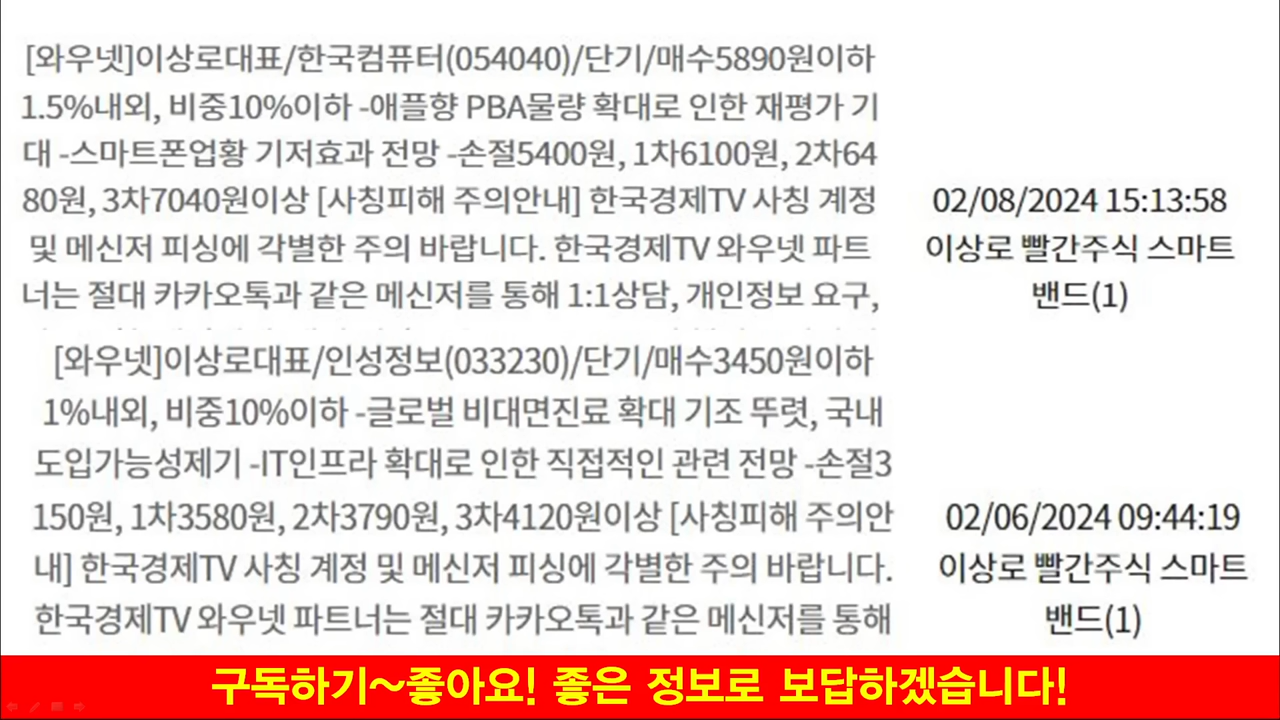 [와우넷]이상로대표/한국컴퓨터(054040)/단기/매수5890원이하
1.5%내외, 비중10%이하 -애플향 PBA물량 확대로 인한 재평가 기
대 -스마트폰업황 기저효과 전망 -손절5400원, 1차6100원, 2차64
80원, 3차7040원이상 [사칭피해 주의안내] 한국경제TV 사칭 계정
및 메신저 피싱에 각별한 주의 바랍니다. 한국경제TV 와우넷 파트
너는 절대 카카오톡과 같은 메신저를 통해 1:1상담, 개인정보 요구,
02/08/2024 15:13:58
이상로 빨간주식 스마트
밴드(1)
[와우넷]이상로대표/인성정보(033230)/단기/매수3450원이하
1%내외, 비중10%이하 -글로벌 비대면진료 확대 기조 뚜렷, 국내
도입가능성제기 -IT인프라 확대로 인한 직접적인 관련 전망 -손절3
150원, 1차3580원, 2차3790원, 3차4120원이상 [사칭피해 주의안
내] 한국경제TV 사칭 계정 및 메신저 피싱에 각별한 주의 바랍니다.
한국경제TV 와우넷 파트너는 절대 카카오톡과 같은 메신저를 통해
02/06/2024 09:44:19
이상로 빨간주식 스마트
밴드(1)
구독하기~좋아요! 좋은 정보로 보답하겠습니다!